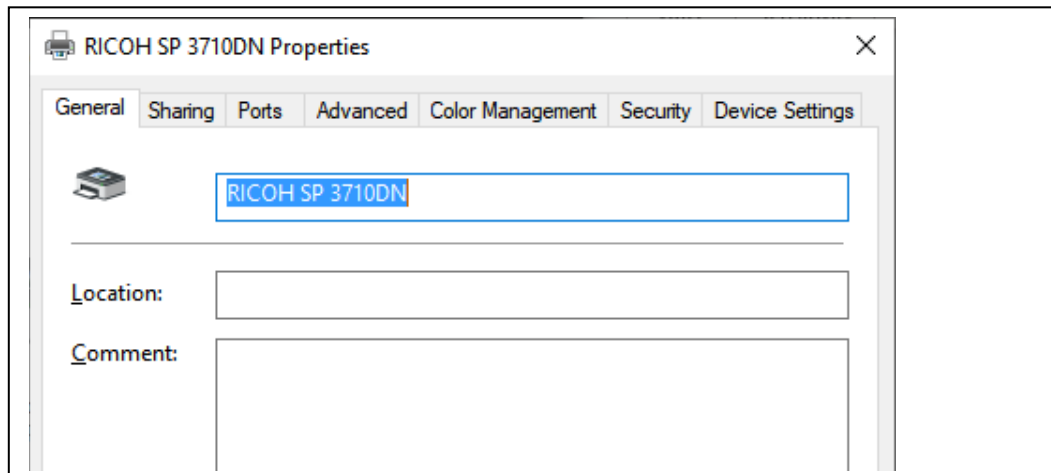 RICOH SP 3710DN Properties
General Sharing Ports Advanced Color Management Security Device Settings
RICOH SP 3710DN
Location:
Comment: